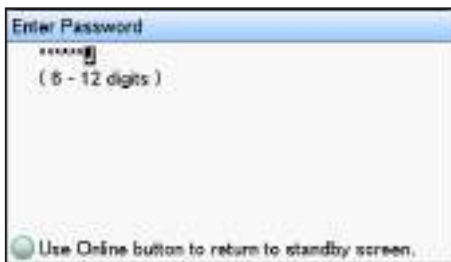 Enter Password
******
( 6 - 12 digits )
Use Online button to return to standby screen.